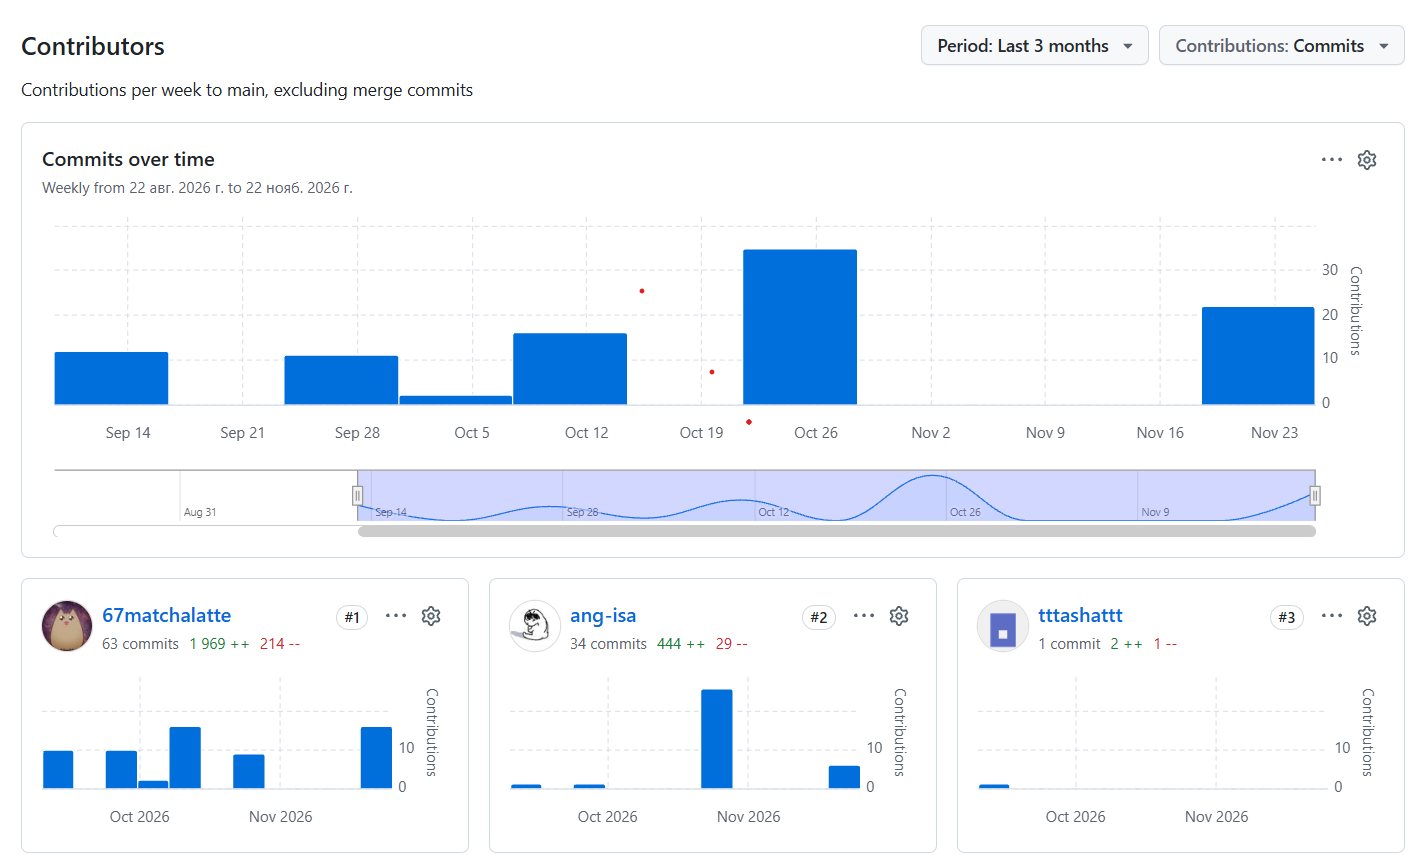 Contributors
Period: Last 3 months
Contributions: Commits
Contributions per week to main, excluding merge commits
Commits over time
Weekly from 22 авг. 2026 г. to 22 нояб. 2026 г.
30
20
10
0
Contributions
Sep 14 Sep 21 Sep 28 Oct 5 Oct 12 Oct 19 Oct 26 Nov 2 Nov 9 Nov 16 Nov 23
Aug 31 Sep 14 Sep 28 Oct 12 Oct 26 Nov 9
67matchalatte
#1
63 commits 1 969 ++ 214 --
10
0
Contributions
Oct 2026 Nov 2026
ang-isa
#2
34 commits 444 ++ 29 --
10
0
Contributions
Oct 2026 Nov 2026
tttashattt
#3
1 commit 2 ++ 1 --
10
0
Contributions
Oct 2026 Nov 2026